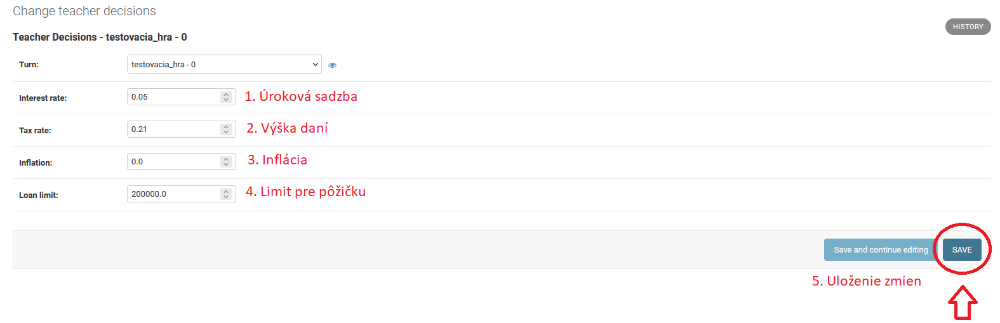 Change teacher decisions
HISTORY
Teacher Decisions - testovacia_hra - 0
Turn: testovacia_hra - 0
Interest rate: 0.05 1. Úroková sadzba
Tax rate: 0.21 2. Výška daní
Inflation: 0.0 3. Inflácia
Loan limit: 200000.0 4. Limit pre pôžičku
Save and continue editing SAVE
5. Uloženie zmien